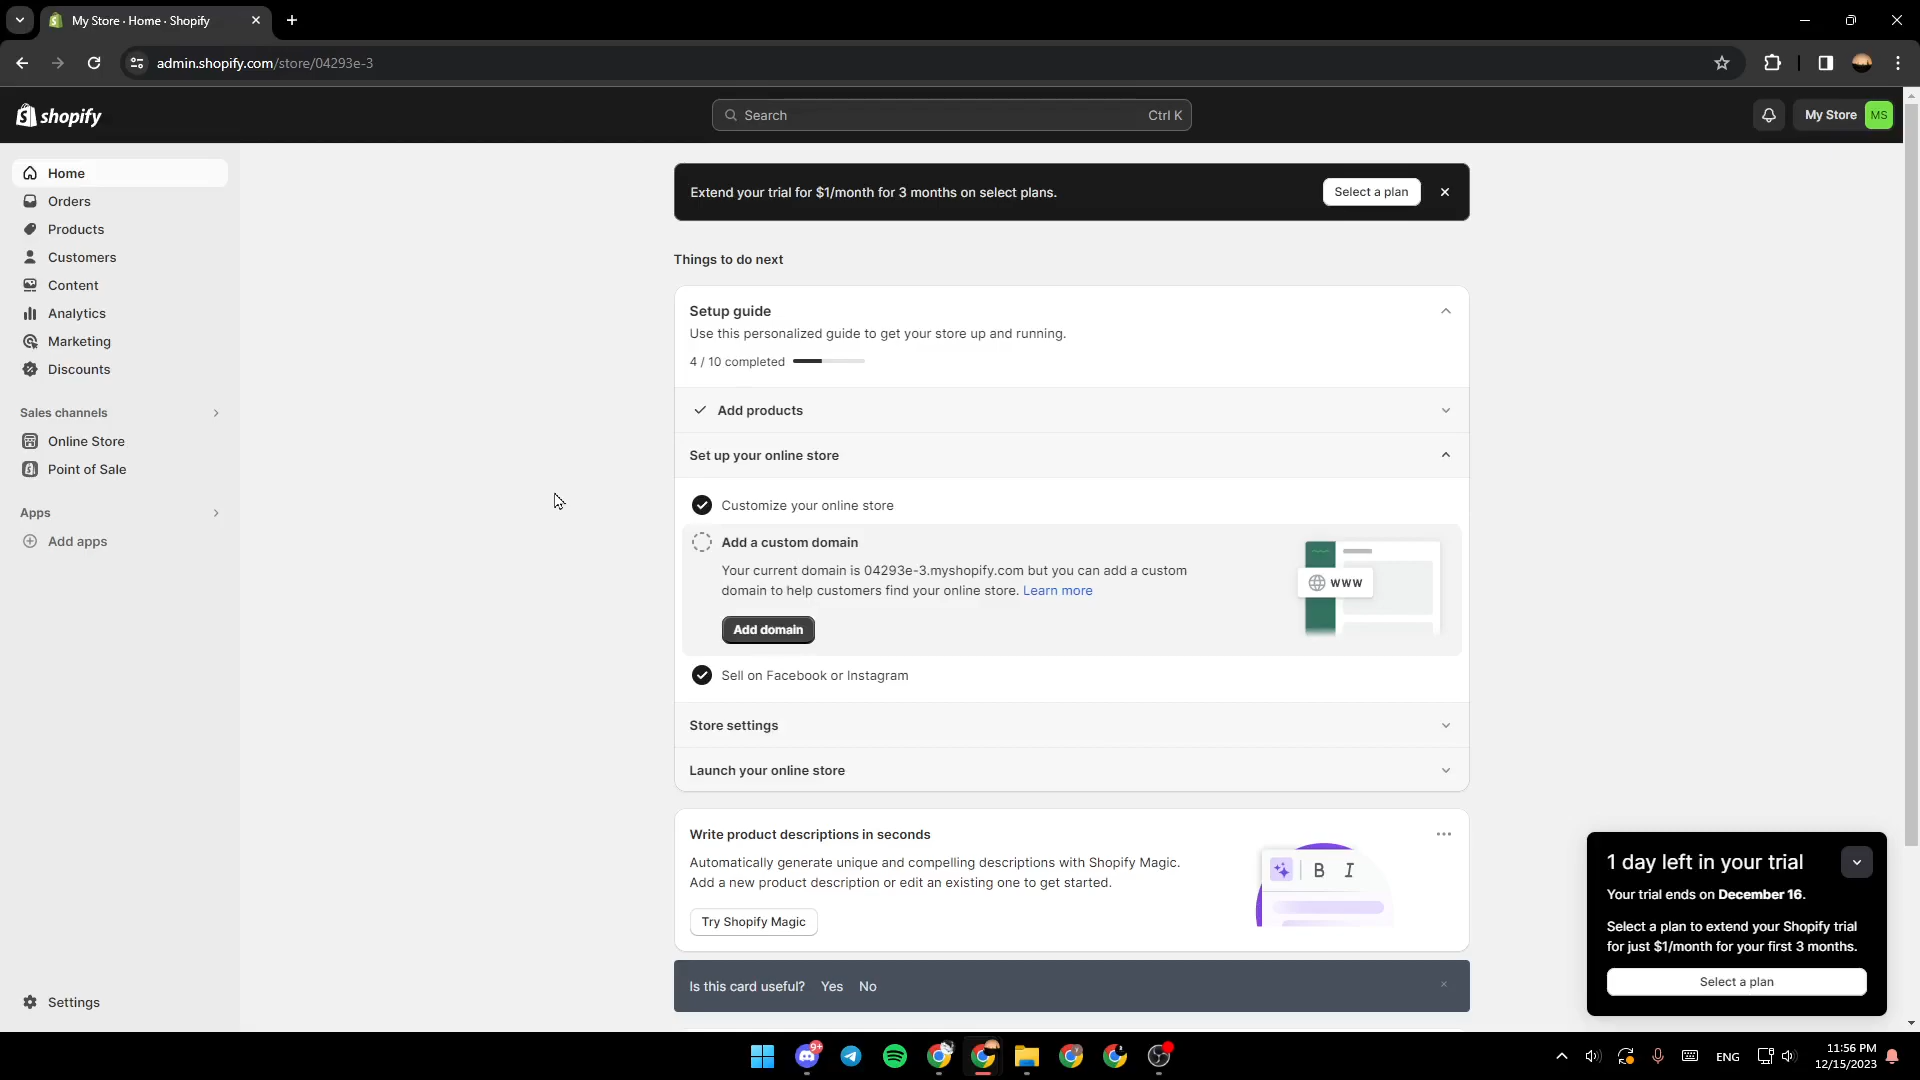 My Store · Home · Shopify
admin.shopify.com/store/04293e-3
shopify
Search
Ctrl K
My Store
MS
Home
Orders
Products
Customers
Content
Analytics
Marketing
Discounts
Sales channels
Online Store
Point of Sale
Apps
Add apps
Settings
Extend your trial for $1/month for 3 months on select plans.
Select a plan
Things to do next
Setup guide
Use this personalized guide to get your store up and running.
4 / 10 completed
Add products
Set up your online store
Customize your online store
Add a custom domain
Your current domain is 04293e-3.myshopify.com but you can add a custom
domain to help customers find your online store. Learn more
www
Add domain
Sell on Facebook or Instagram
Store settings
Launch your online store
Write product descriptions in seconds
Automatically generate unique and compelling descriptions with Shopify Magic.
Add a new product description or edit an existing one to get started.
B I
Try Shopify Magic
Is this card useful? Yes No
1 day left in your trial
Your trial ends on December 16.
Select a plan to extend your Shopify trial
for just $1/month for your first 3 months.
Select a plan
9+
ENG
11:56 PM
12/15/2023